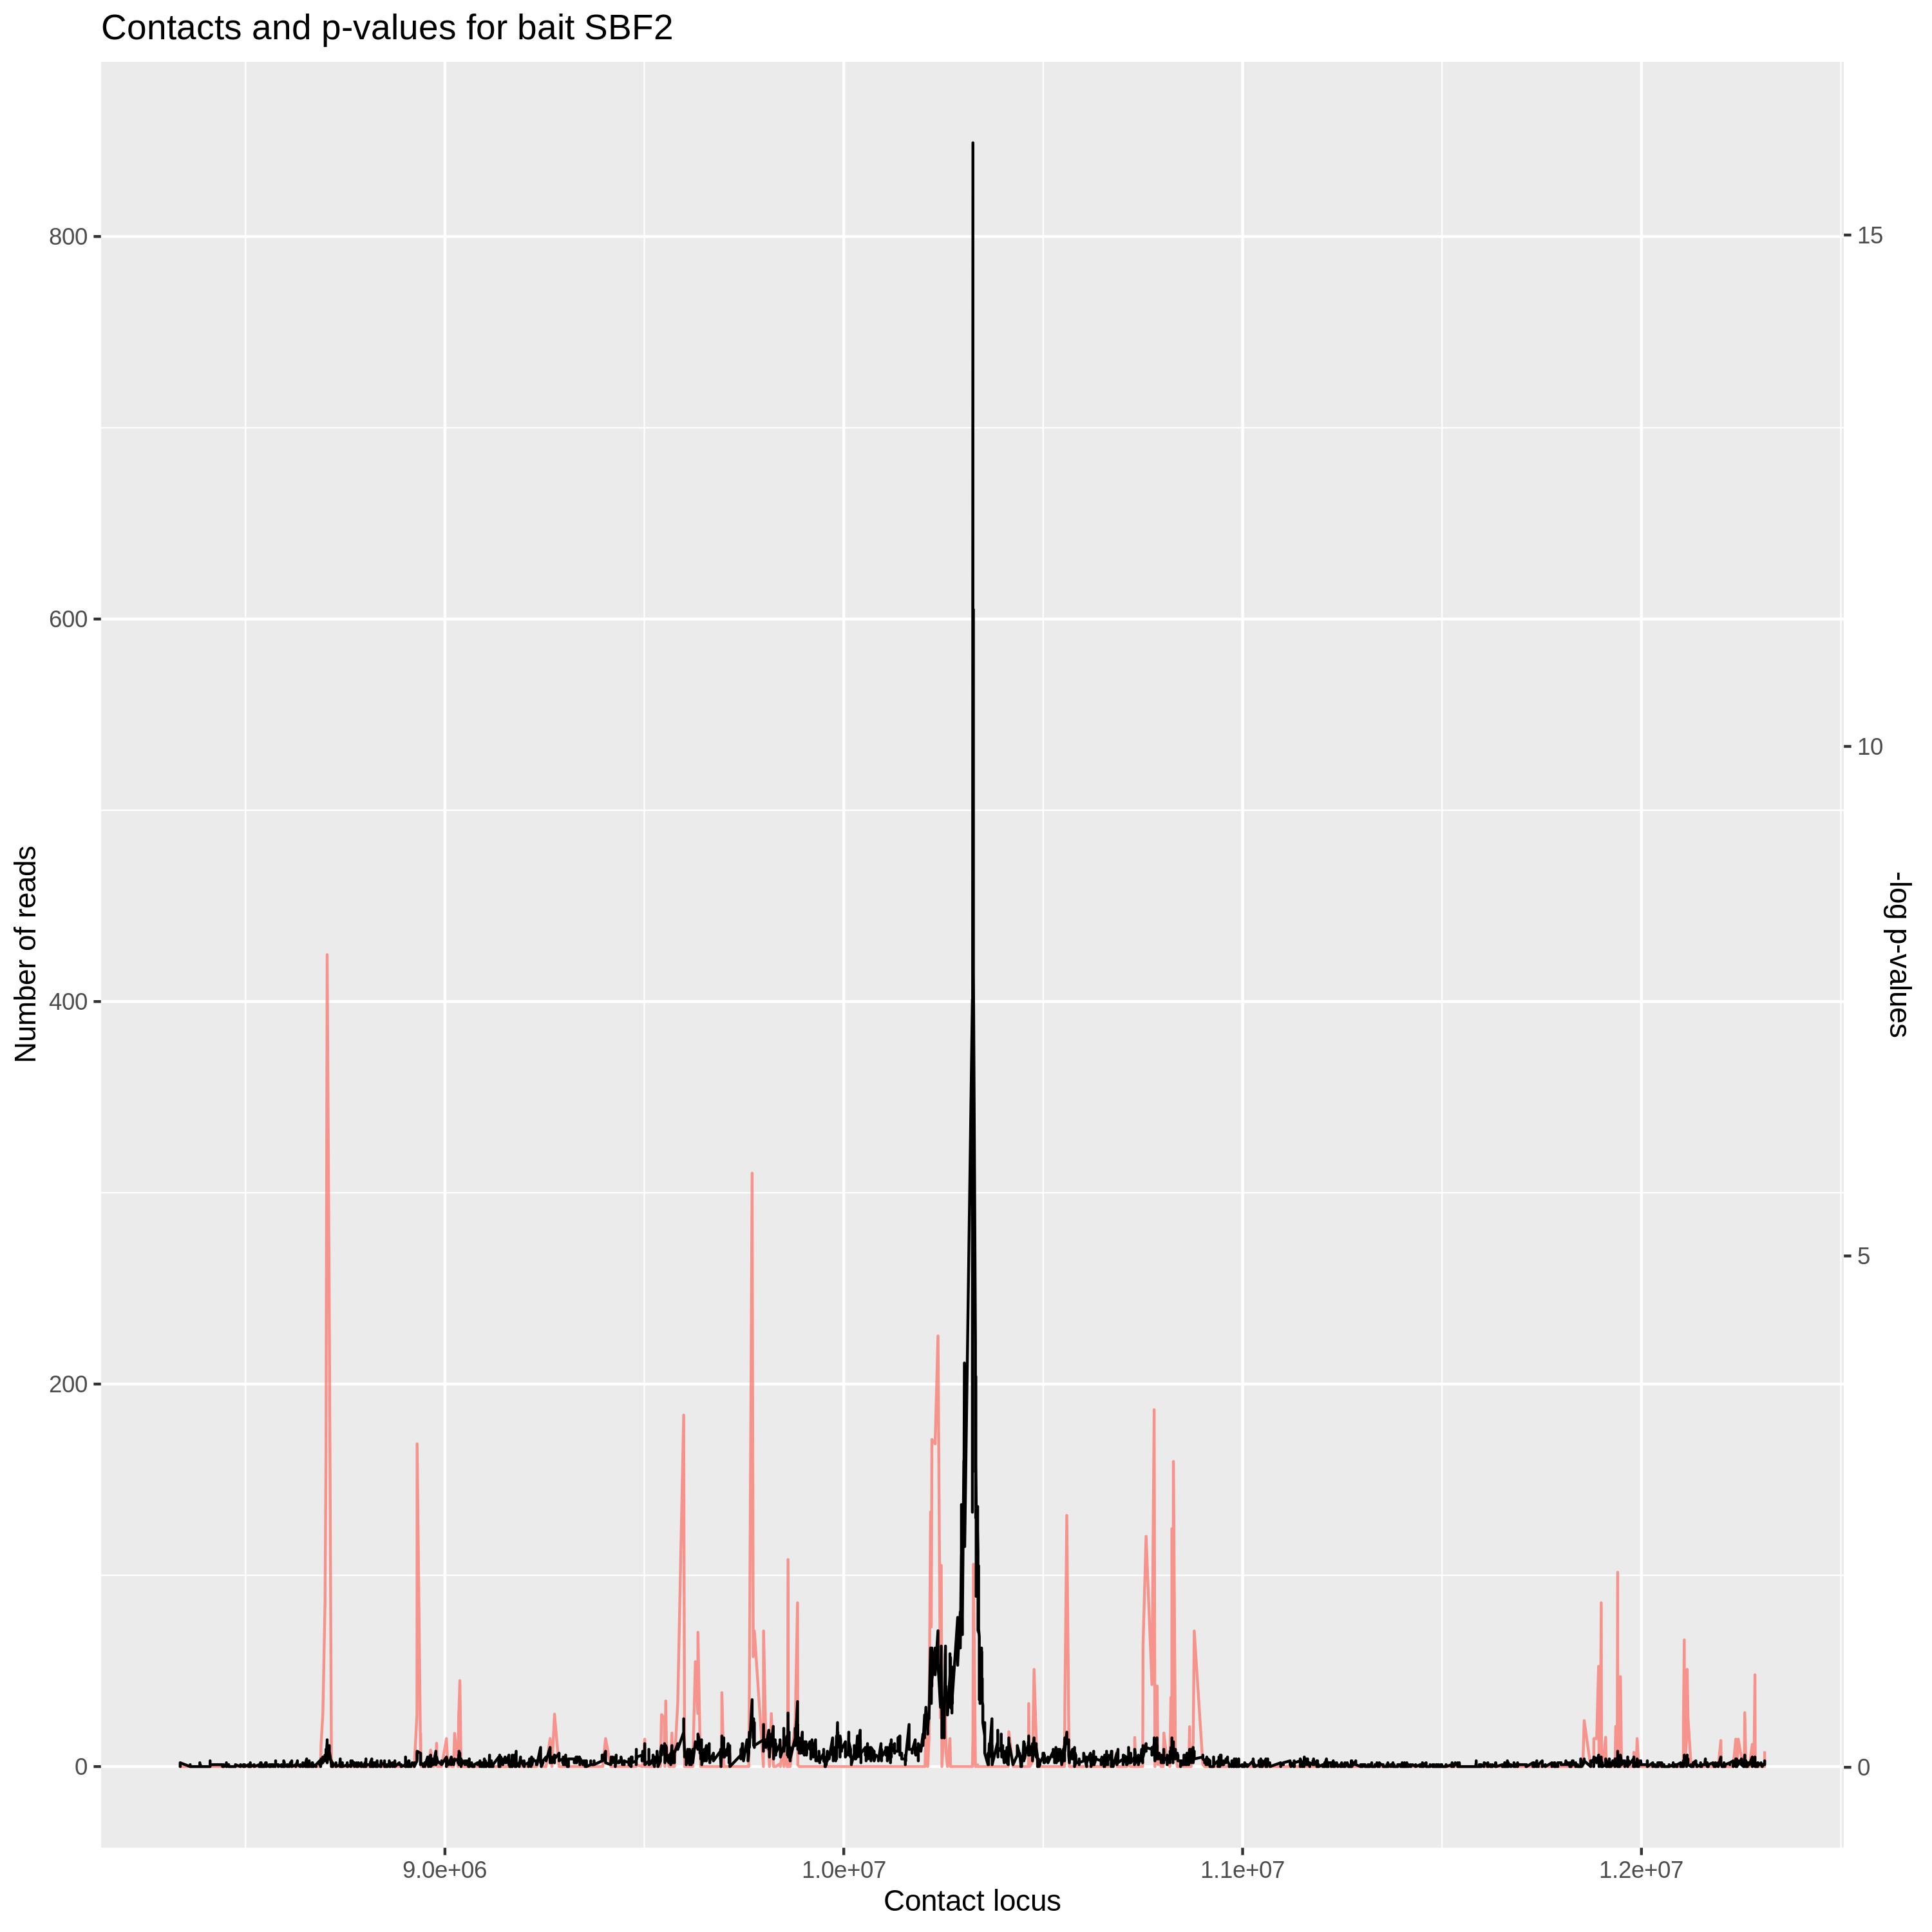 Contacts and p-values for bait SBF2
Number of reads
800
600
400
200
0
15
10
5
0
-log p-values
9.0e+06
1.0e+07
1.1e+07
1.2e+07
Contact locus